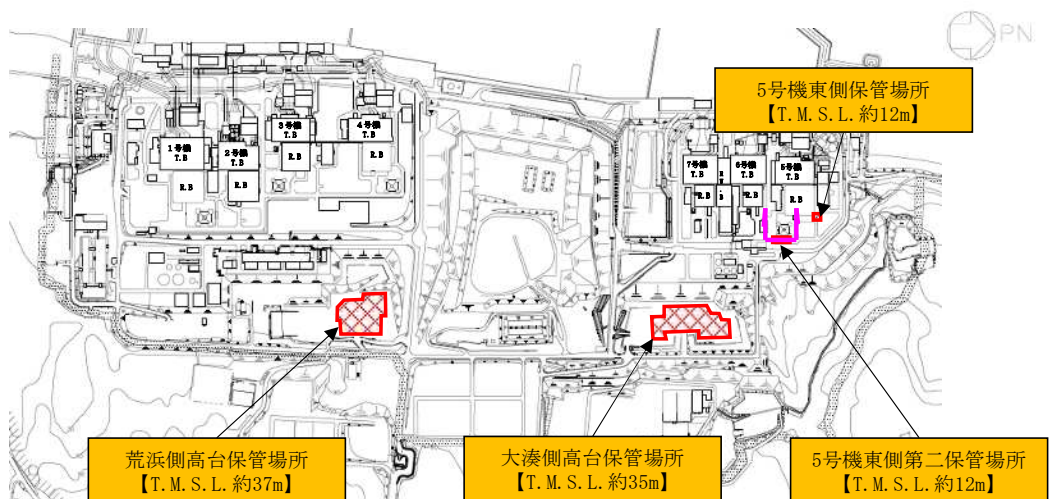 PN
5号機東側保管場所
【T.M.S.L.約12m】
1号機
T.B
2号機
T.B
3号機
T.B
4号機
T.B
R.B
R.B
R.B
R.B
7号機
T.B
6号機
T.B
5号機
T.B
R.B
R.B
R.B
荒浜側高台保管場所
【T.M.S.L.約37m】
大湊側高台保管場所
【T.M.S.L.約35m】
5号機東側第二保管場所
【T.M.S.L.約12m】